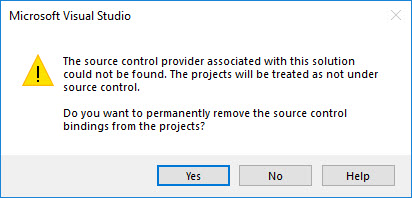 Microsoft Visual Studio
The source control provider associated with this solution
could not be found. The projects will be treated as not under
source control.
Do you want to permanently remove the source control
bindings from the projects?
Yes
No
Help